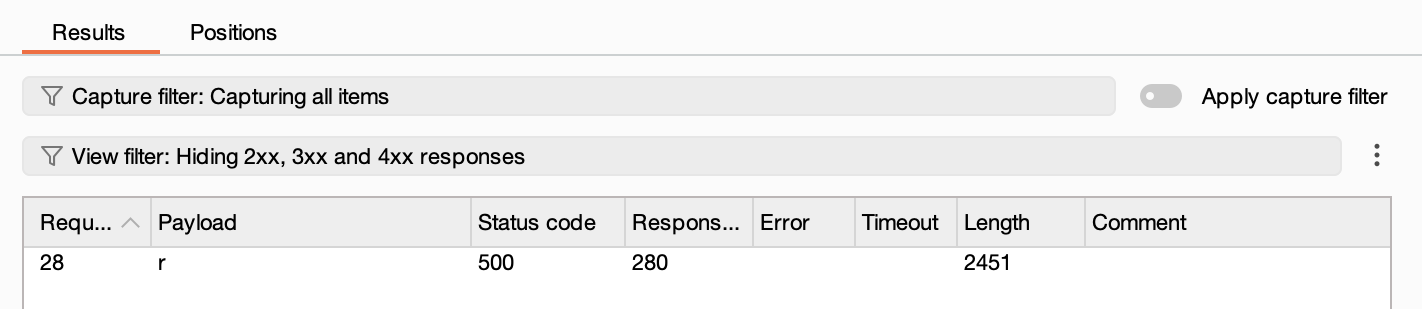 Results Positions
Capture filter: Capturing all items Apply capture filter
View filter: Hiding 2xx, 3xx and 4xx responses
Requ... Payload Status code Respons... Error Timeout Length Comment
28 r 500 280 2451